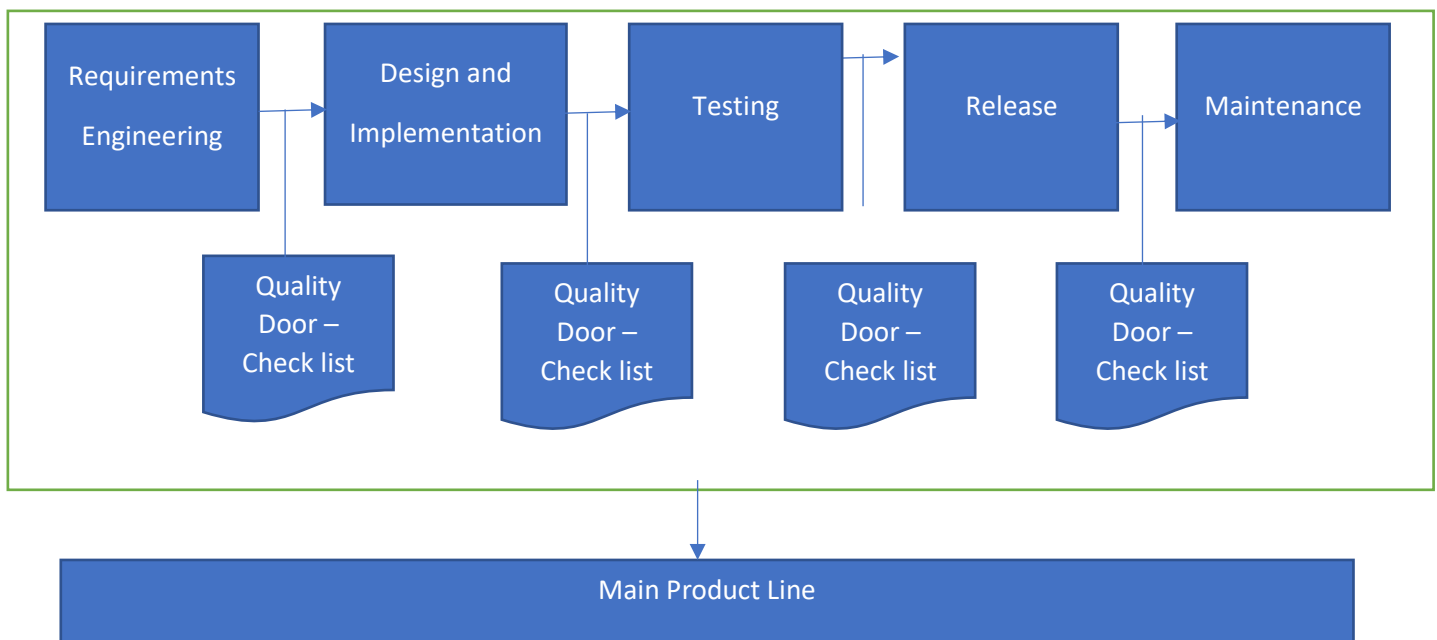 Requirements
Engineering
Design and
Implementation
Testing
Release
Maintenance
Quality
Door –
Check list
Quality
Door –
Check list
Quality
Door –
Check list
Quality
Door –
Check list
Main Product Line